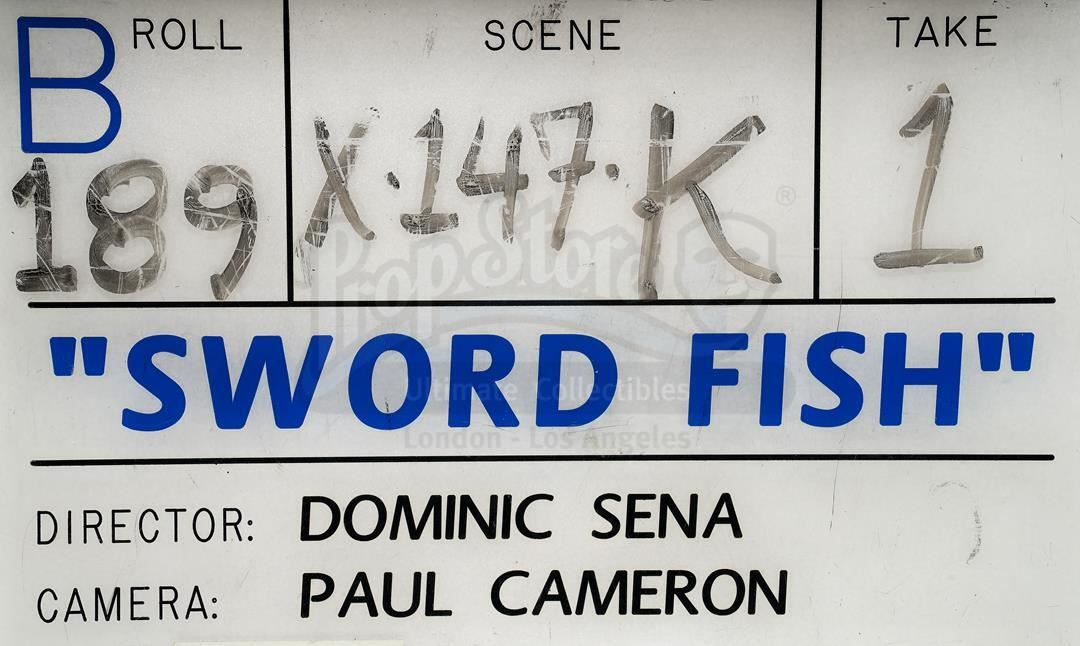 B ROLL SCENE TAKE
189 X·147·K 1
"SWORD FISH"
DIRECTOR: DOMINIC SENA
CAMERA: PAUL CAMERON
PropStore
®
Ultimate Collectibles
London - Los Angeles